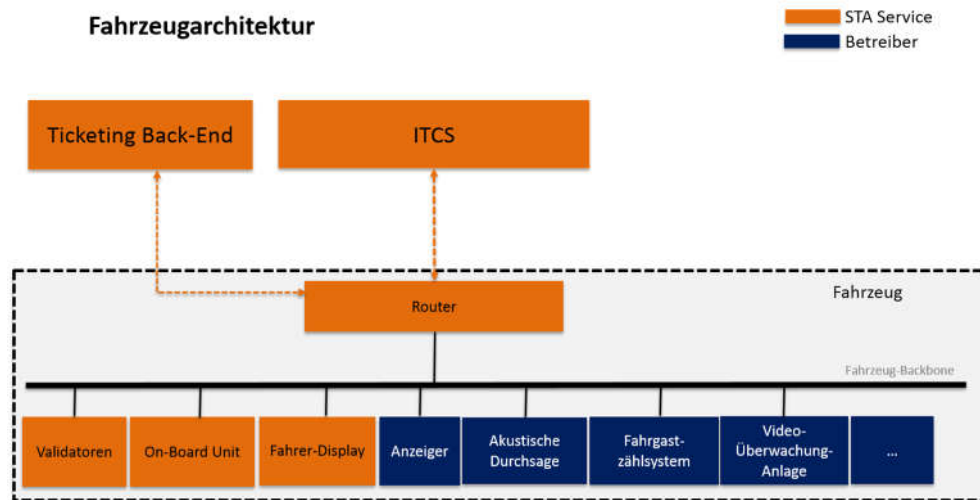 Fahrzeugarchitektur
STA Service
Betreiber
Ticketing Back-End
ITCS
Fahrzeug
Router
Fahrzeug-Backbone
Validatoren
On-Board Unit
Fahrer-Display
Anzeiger
Akustische
Durchsage
Fahrgast-
zählsystem
Video-
Überwachung-
Anlage
...